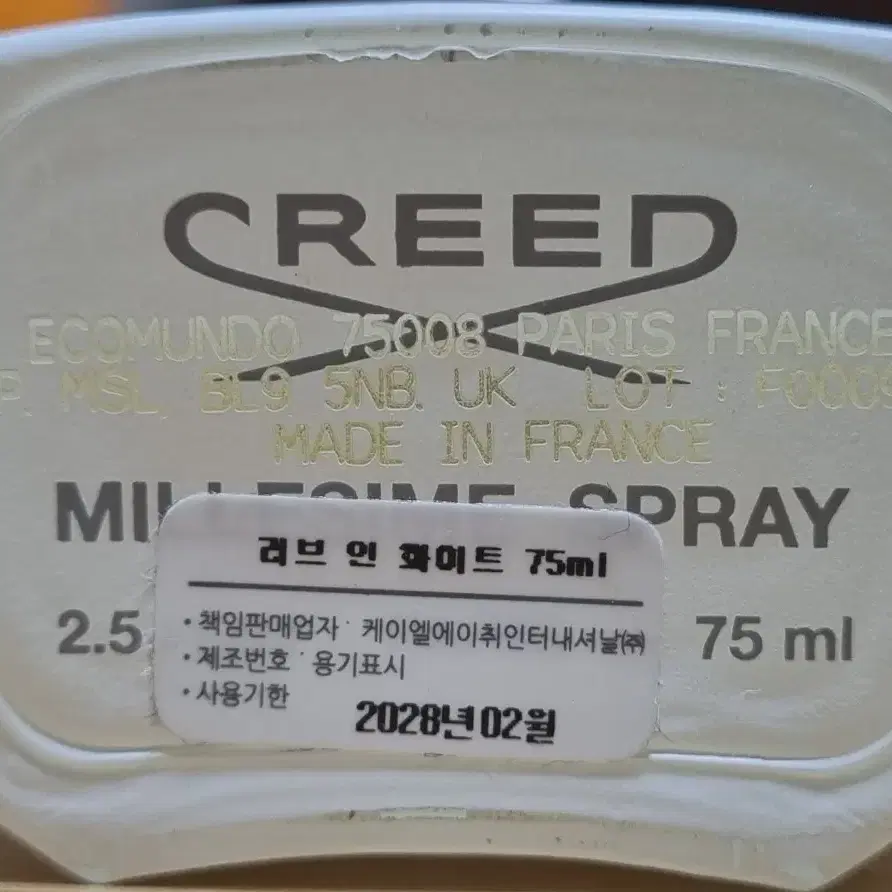 CREED
ECOMUNDO 75008 PARIS FRANCE
P. MSL, BL9 5NB. UK LOT : F000
MADE IN FRANCE
MILLESIME SPRAY
러브 인 화이트 75ml
2.5 75 ml
• 책임판매업자 : 케이엘에이취인터내셔날㈜
• 제조번호 : 용기표시
• 사용기한
2028년 02월